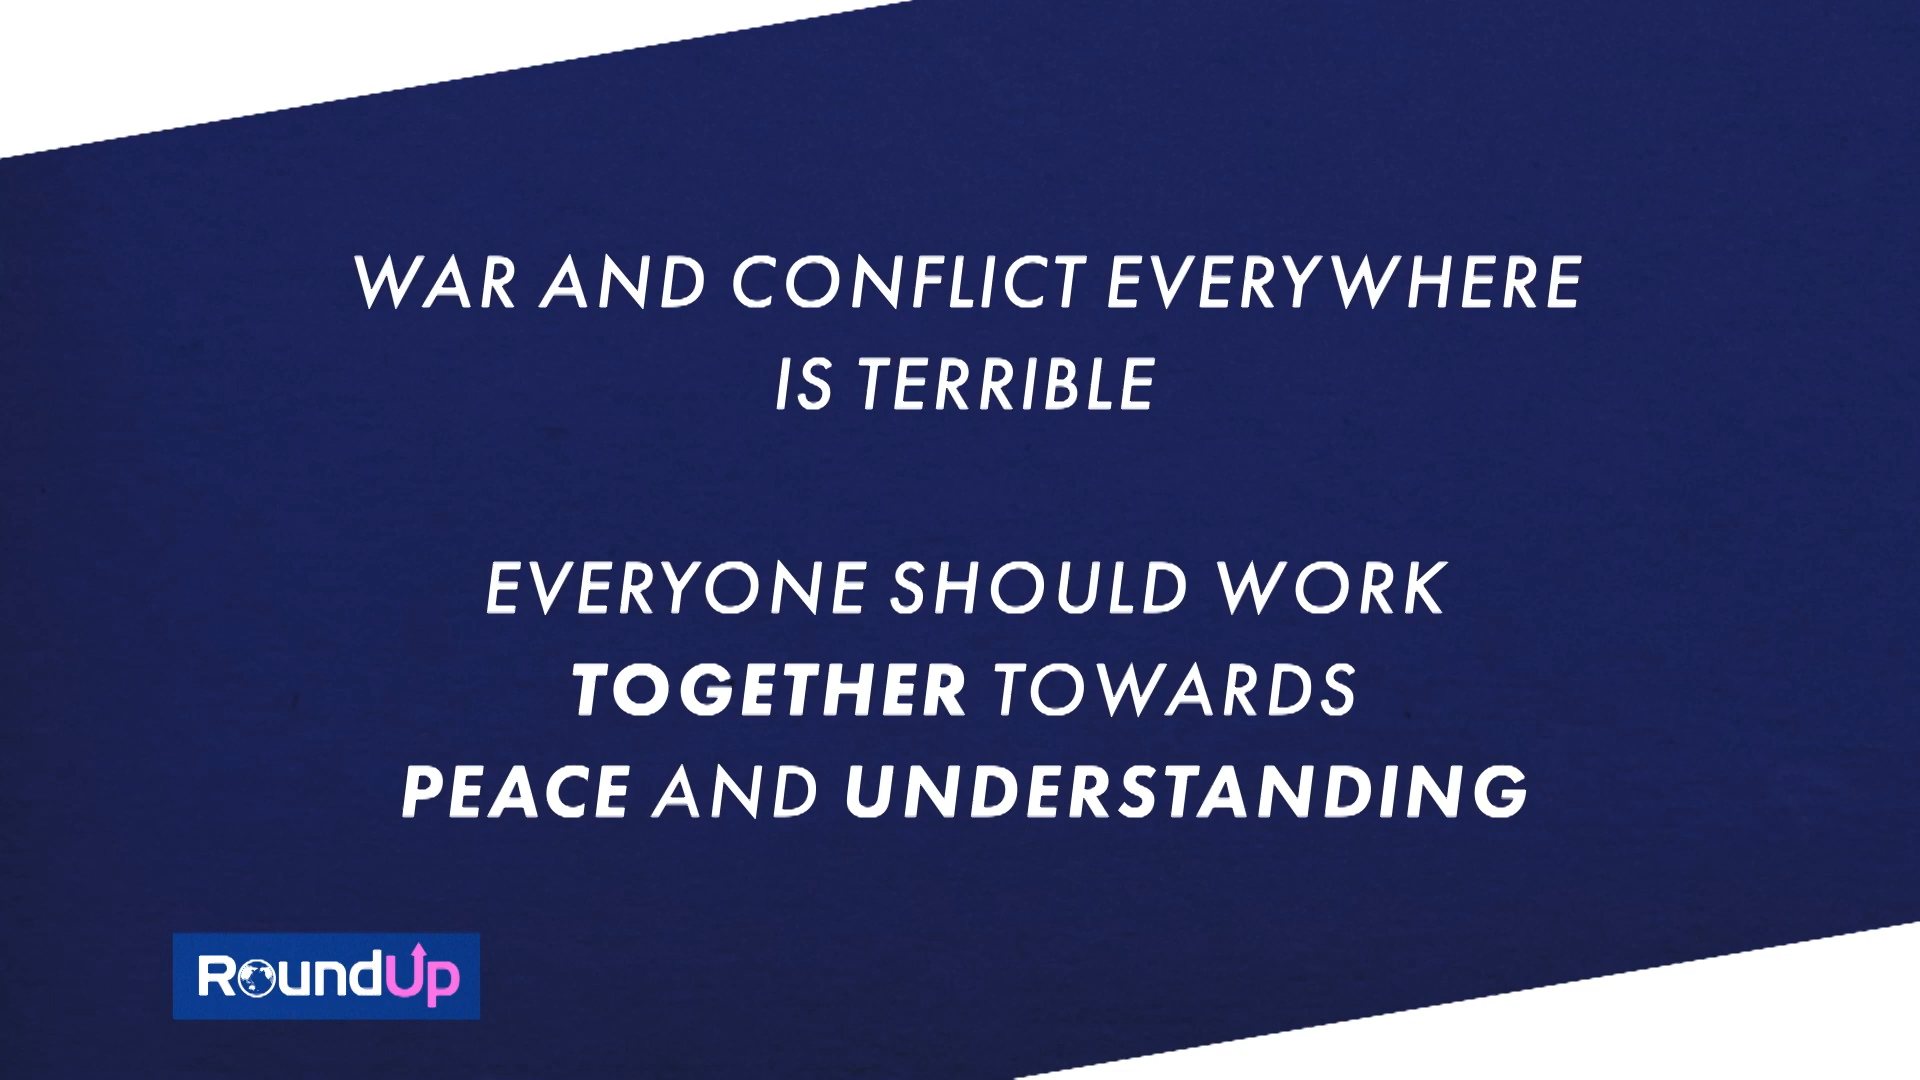 WAR AND CONFLICT EVERYWHERE
IS TERRIBLE
EVERYONE SHOULD WORK
TOGETHER TOWARDS
PEACE AND UNDERSTANDING
RoundUp